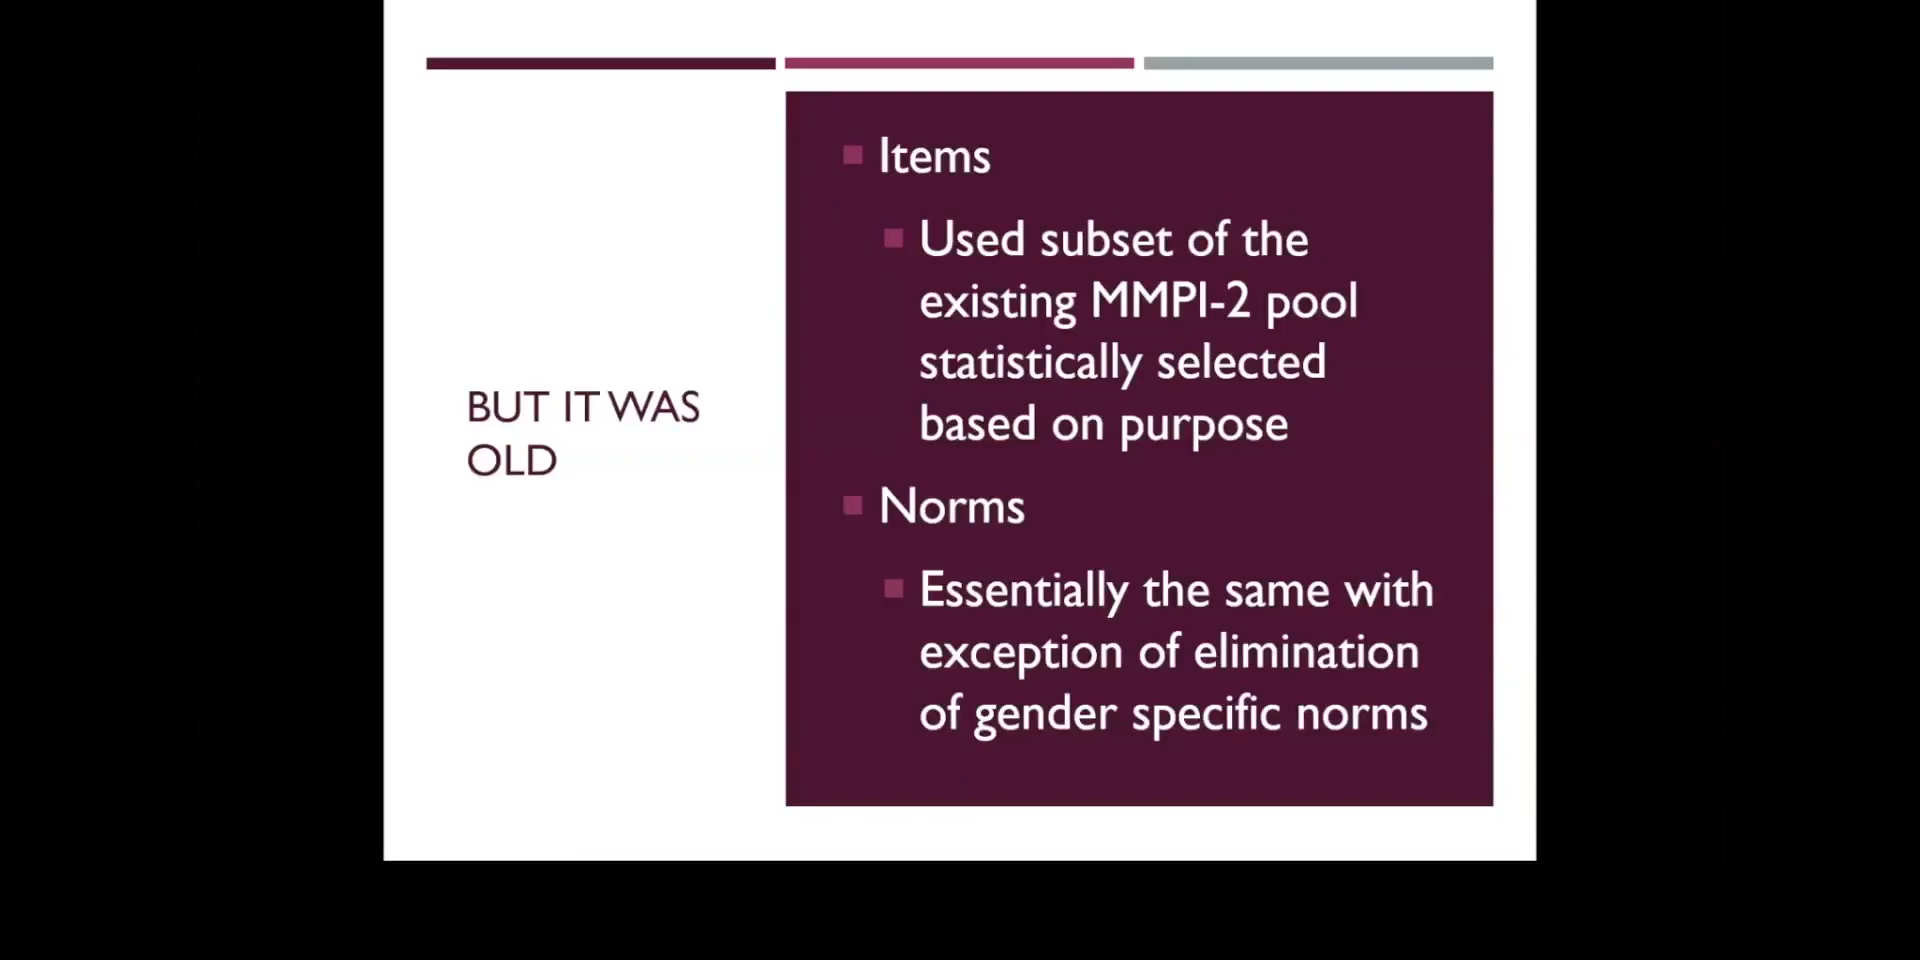 BUT IT WAS
OLD
Items
Used subset of the
existing MMPI-2 pool
statistically selected
based on purpose
Norms
Essentially the same with
exception of elimination
of gender specific norms